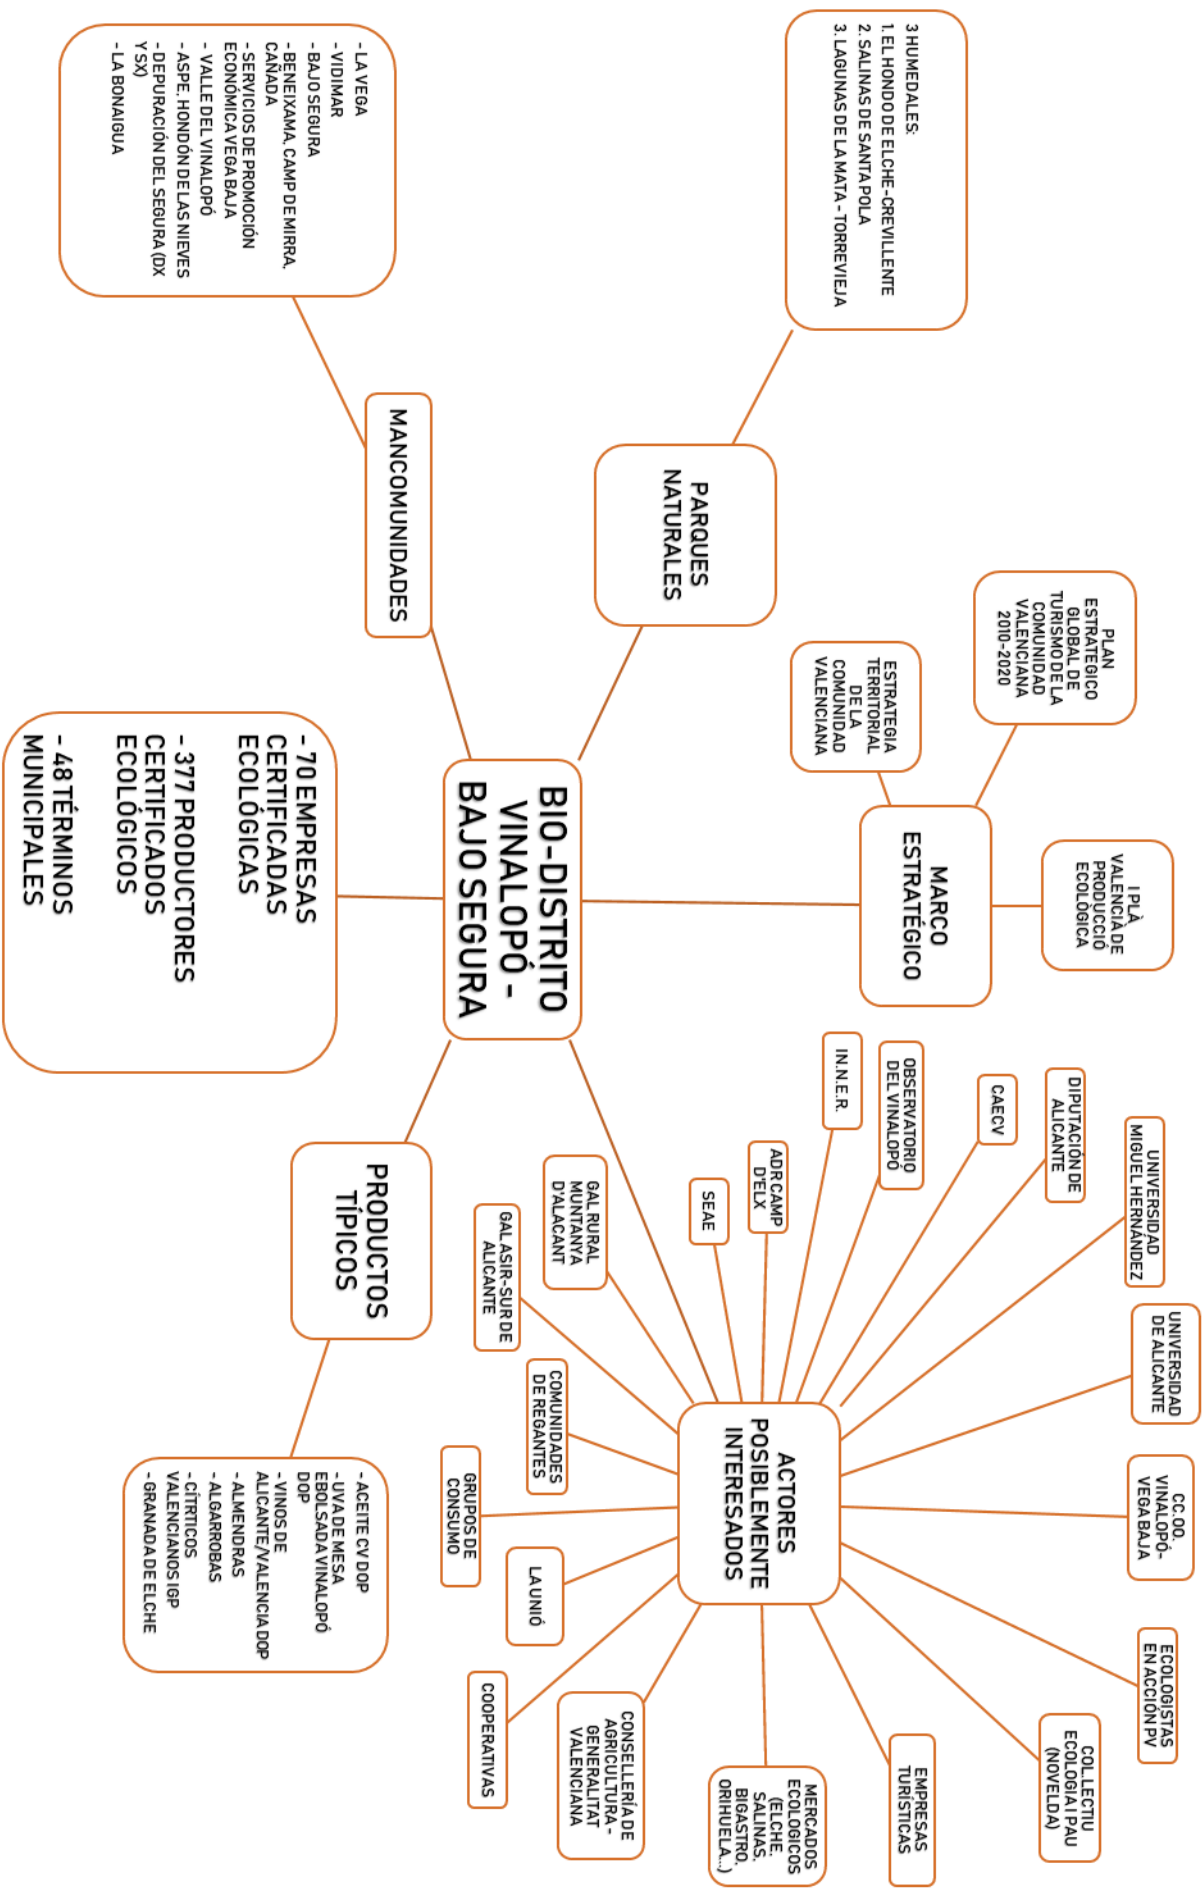 3 HUMEDALES:
1. EL HONDO DE ELCHE-CREVILLENTE
2. SALINAS DE SANTA POLA
3. LAGUNAS DE LA MATA - TORREVIEJA
PARQUES
NATURALES
- LA VEGA
- VIDIMAR
- BAJO SEGURA
- BENEIXAMA, CAMP DE MIRRA,
CAÑADA
- SERVICIOS DE PROMOCIÓN
ECONÓMICA VEGA BAJA
- VALLE DEL VINALOPÓ
- ASPE, HONDÓN DE LAS NIEVES
- DEPURACIÓN DEL SEGURA (DX
Y SX)
- LA BONAIGUA
MANCOMUNIDADES
PLAN
ESTRATEGICO
GLOBAL DE
TURISMO DE LA
COMUNIDAD
VALENCIANA
2010-2020
ESTRATEGIA
TERRITORIAL
DE LA
COMUNIDAD
VALENCIANA
I PLÀ
VALENCIÀ DE
PRODUCCIÓ
ECOLÒGICA
MARCO
ESTRATÉGICO
BIO-DISTRITO
VINALOPÓ -
BAJO SEGURA
- 70 EMPRESAS
CERTIFICADAS
ECOLÓGICAS
- 377 PRODUCTORES
CERTIFICADOS
ECOLÓGICOS
- 48 TÉRMINOS
MUNICIPALES
PRODUCTOS
TÍPICOS
- ACEITE CV DOP
- UVA DE MESA
EBOLSADA VINALOPÓ
DOP
- VINOS DE
ALICANTE/VALENCIA DOP
- ALMENDRAS
- ALGARROBAS
- CÍTRTICOS
VALENCIANOS IGP
- GRANADA DE ELCHE
ACTORES
POSIBLEMENTE
INTERESADOS
UNIVERSIDAD
MIGUEL HERNÁNDEZ
DIPUTACIÓN DE
ALICANTE
CAECV
OBSERVATORIO
DEL VINALOPÓ
IN.N.E.R.
ADR CAMP
D'ELX
SEAE
GAL RURAL
MUNTANYA
D'ALACANT
GAL ASIR-SUR DE
ALICANTE
COMUNIDADES
DE REGANTES
GRUPOS DE
CONSUMO
LA UNIÓ
COOPERATIVAS
CONSELLERÍA DE
AGRICULTURA -
GENERALITAT
VALENCIANA
MERCADOS
ECOLOGICOS
(ELCHE,
SALINAS,
BIGASTRO,
ORIHUELA...)
EMPRESAS
TURÍSTICAS
COL.LECTIU
ECOLOGIA I PAU
(NOVELDA)
ECOLOGISTAS
EN ACCIÓN PV
CC.OO.
VINALOPÓ-
VEGA BAJA
UNIVERSIDAD
DE ALICANTE